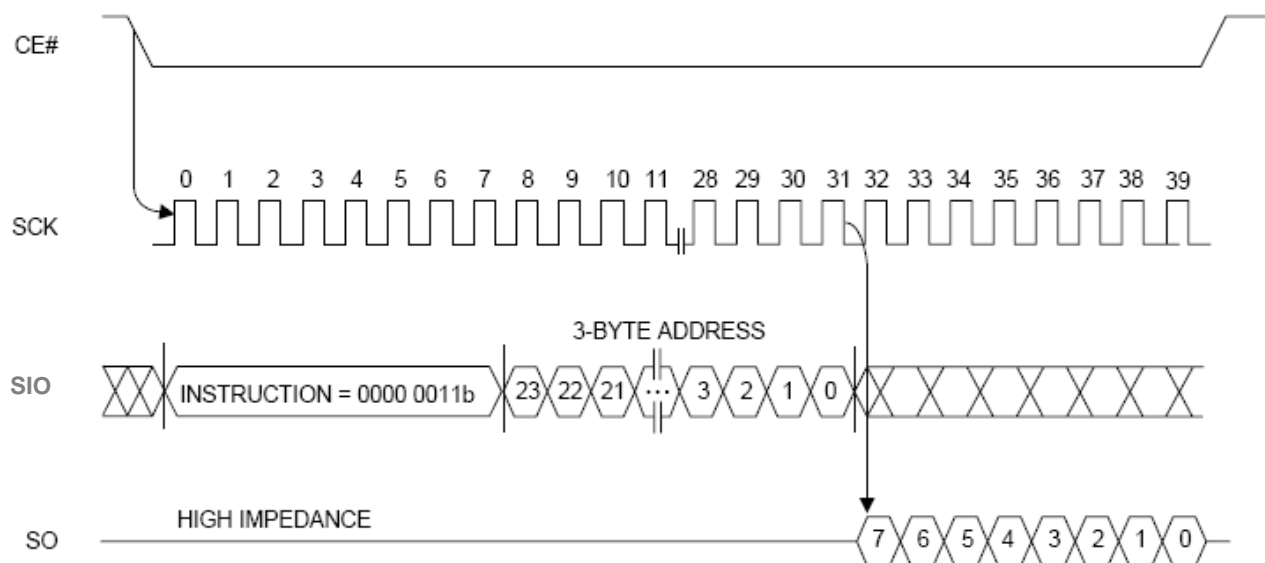 CE#
0 1 2 3 4 5 6 7 8 9 10 11 28 29 30 31 32 33 34 35 36 37 38 39
SCK
3-BYTE ADDRESS
SIO INSTRUCTION = 0000 0011b 23 22 21 ... 3 2 1 0
HIGH IMPEDANCE
SO 7 6 5 4 3 2 1 0